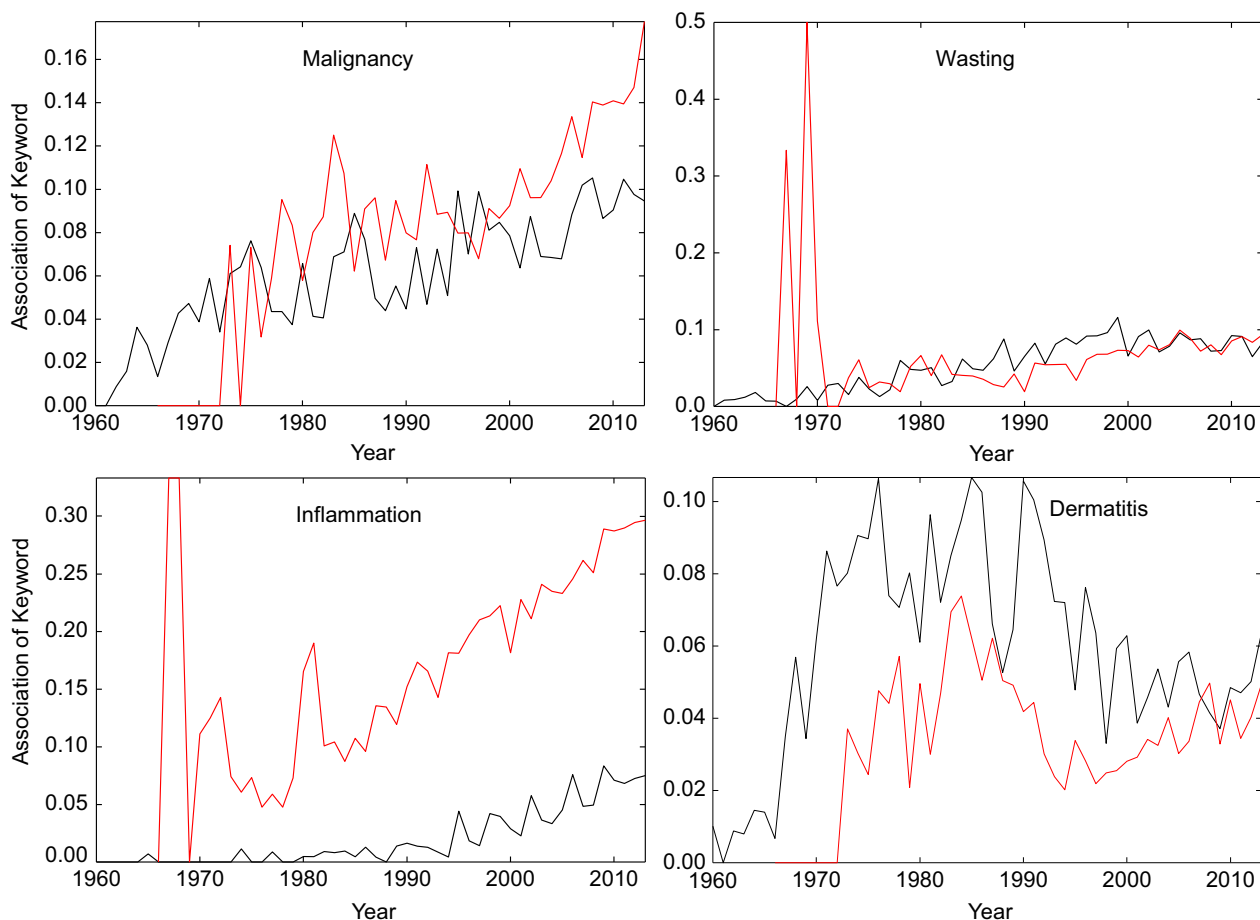 Malignancy
Association of Keyword
0.16
0.14
0.12
0.10
0.08
0.06
0.04
0.02
0.00
1960 1970 1980 1990 2000 2010
Year
Wasting
0.5
0.4
0.3
0.2
0.1
0.0
1960 1970 1980 1990 2000 2010
Year
Inflammation
Association of Keyword
0.30
0.25
0.20
0.15
0.10
0.05
0.00
1960 1970 1980 1990 2000 2010
Year
Dermatitis
0.10
0.08
0.06
0.04
0.02
0.00
1960 1970 1980 1990 2000 2010
Year